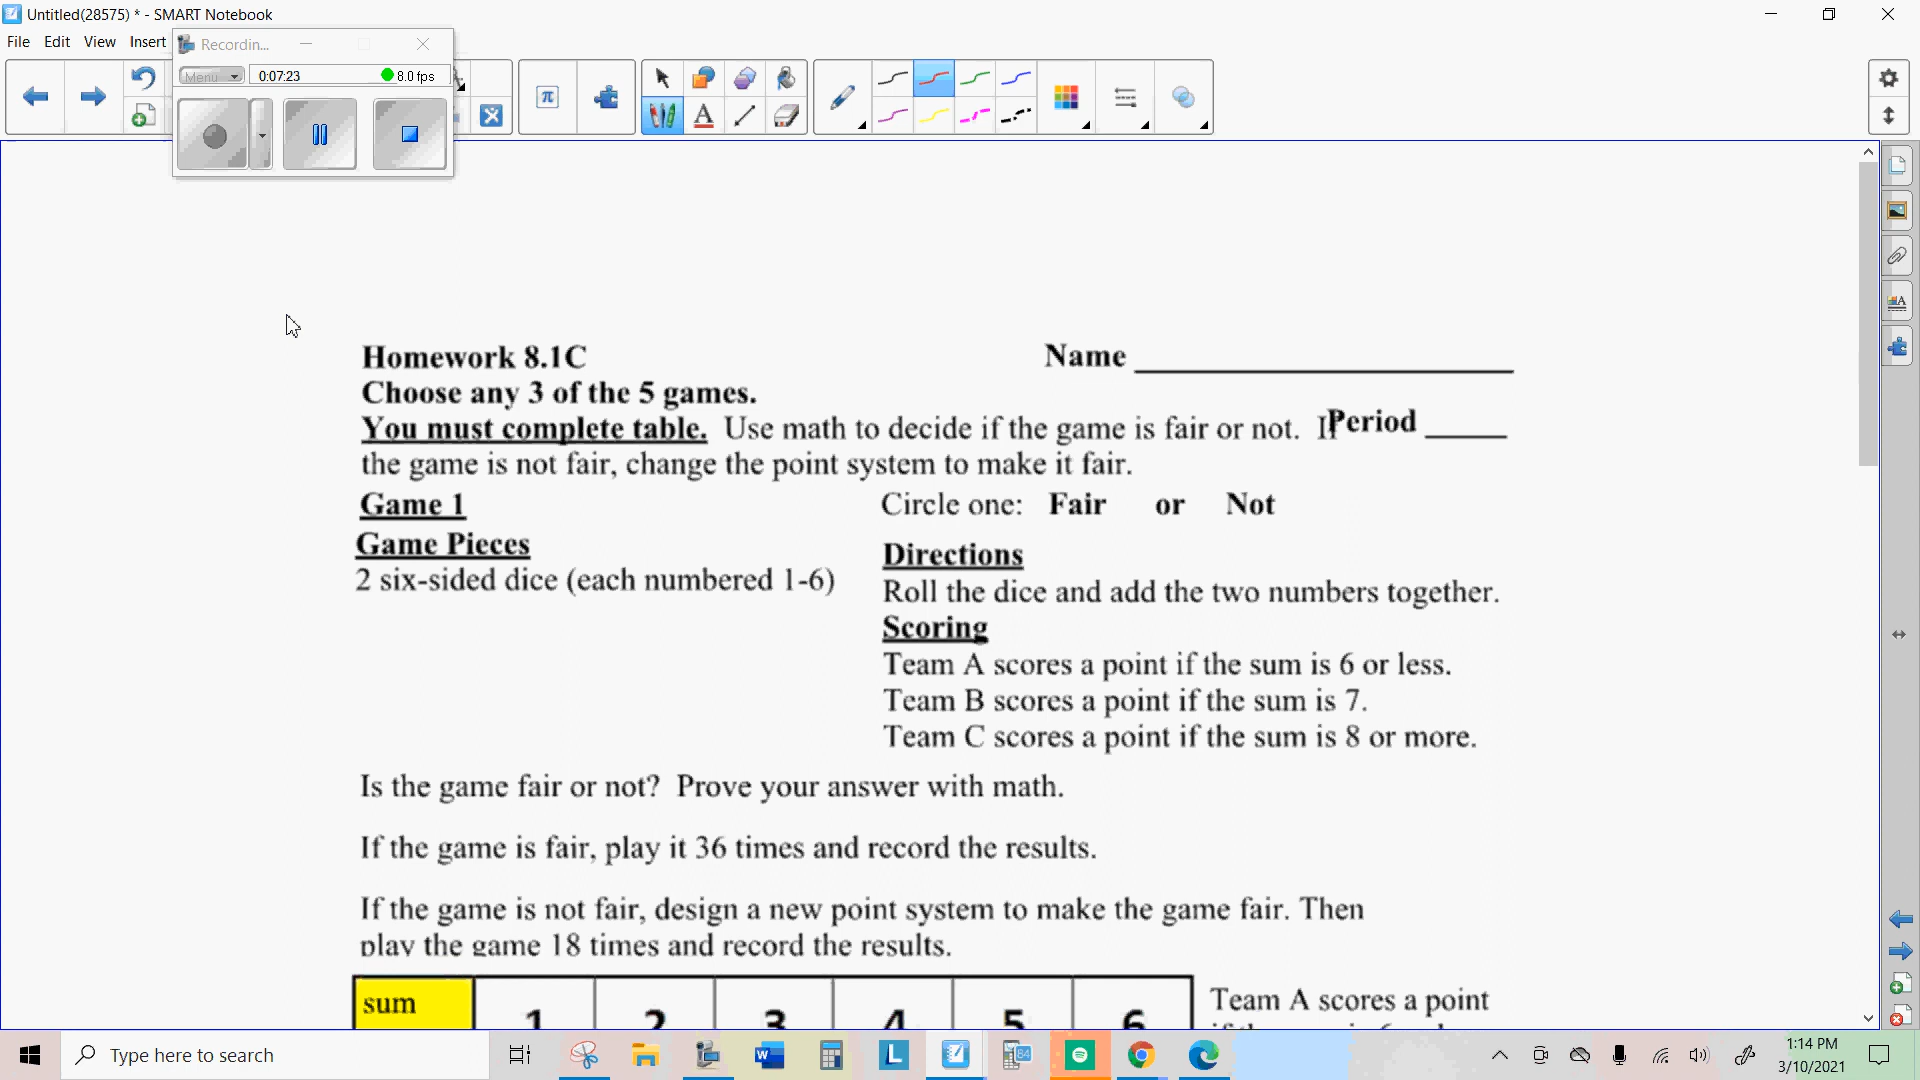 Untitled(28575) * - SMART Notebook
File Edit View Insert
Recordin...
Menu 0:07:23 8.0 fps
π
A
Homework 8.1C
Name
Choose any 3 of the 5 games.
You must complete table. Use math to decide if the game is fair or not. If
Period
the game is not fair, change the point system to make it fair.
Game 1
Circle one: Fair or Not
Game Pieces
2 six-sided dice (each numbered 1-6)
Directions
Roll the dice and add the two numbers together.
Scoring
Team A scores a point if the sum is 6 or less.
Team B scores a point if the sum is 7.
Team C scores a point if the sum is 8 or more.
Is the game fair or not? Prove your answer with math.
If the game is fair, play it 36 times and record the results.
If the game is not fair, design a new point system to make the game fair. Then
play the game 18 times and record the results.
sum 1 2 3 4 5 6
Team A scores a point
Type here to search
1:14 PM
3/10/2021